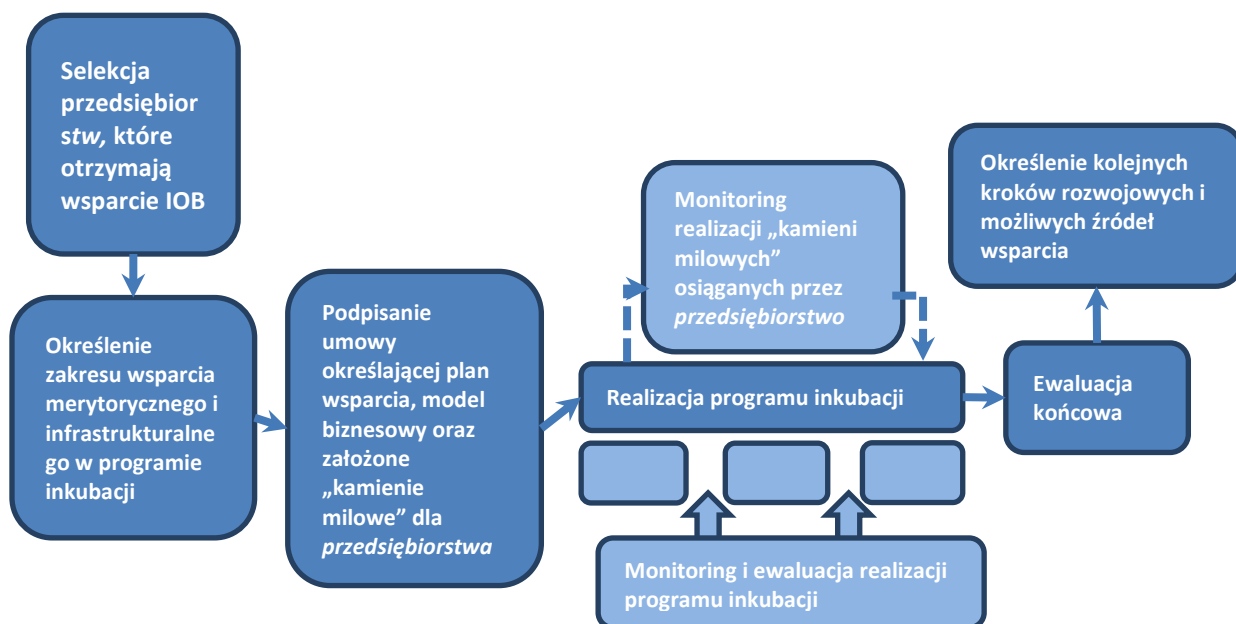 Selekcja
przedsiębior
stw, które
otrzymają
wsparcie IOB
Określenie
zakresu wsparcia
merytorycznego i
infrastrukturalne
go w programie
inkubacji
Podpisanie
umowy
określającej plan
wsparcia, model
biznesowy oraz
założone
„kamienie
milowe” dla
przedsiębiorstwa
Monitoring
realizacji „kamieni
milowych”
osiąganych przez
przedsiębiorstwo
Realizacja programu inkubacji
Monitoring i ewaluacja realizacji
programu inkubacji
Ewaluacja
końcowa
Określenie kolejnych
kroków rozwojowych i
możliwych źródeł
wsparcia